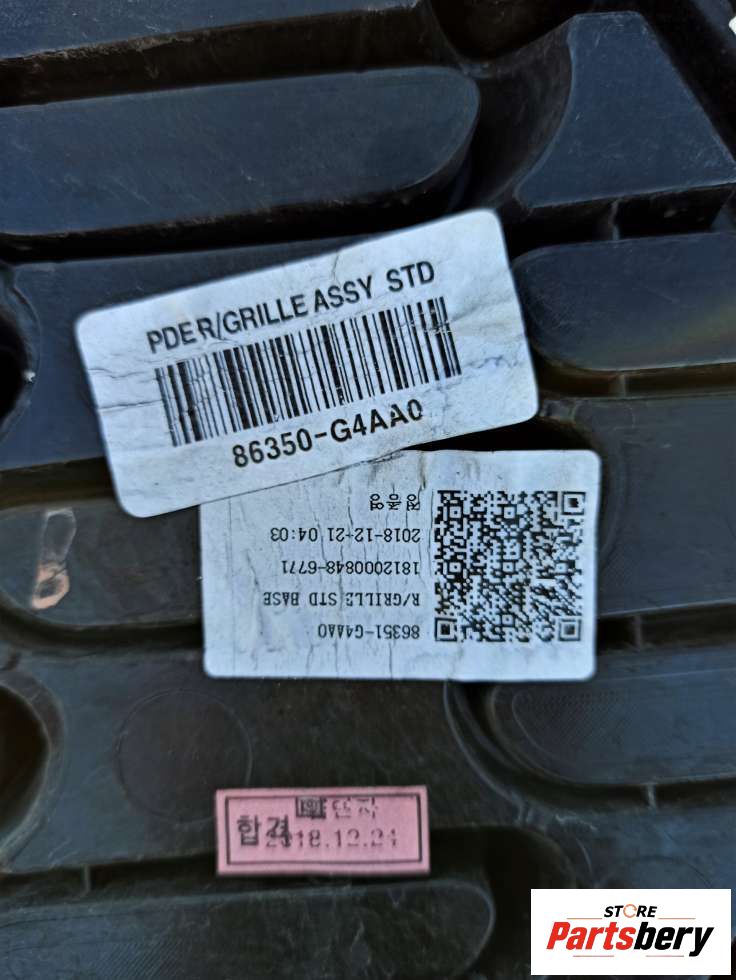 PDE R/GRILLE ASSY STD
86350-G4AA0
86351-G4AA0
R/GRILLE STD BASE
1812000848-6771
2018-12-21 04:03
합격
2018.12.24
STORE
Partsbery